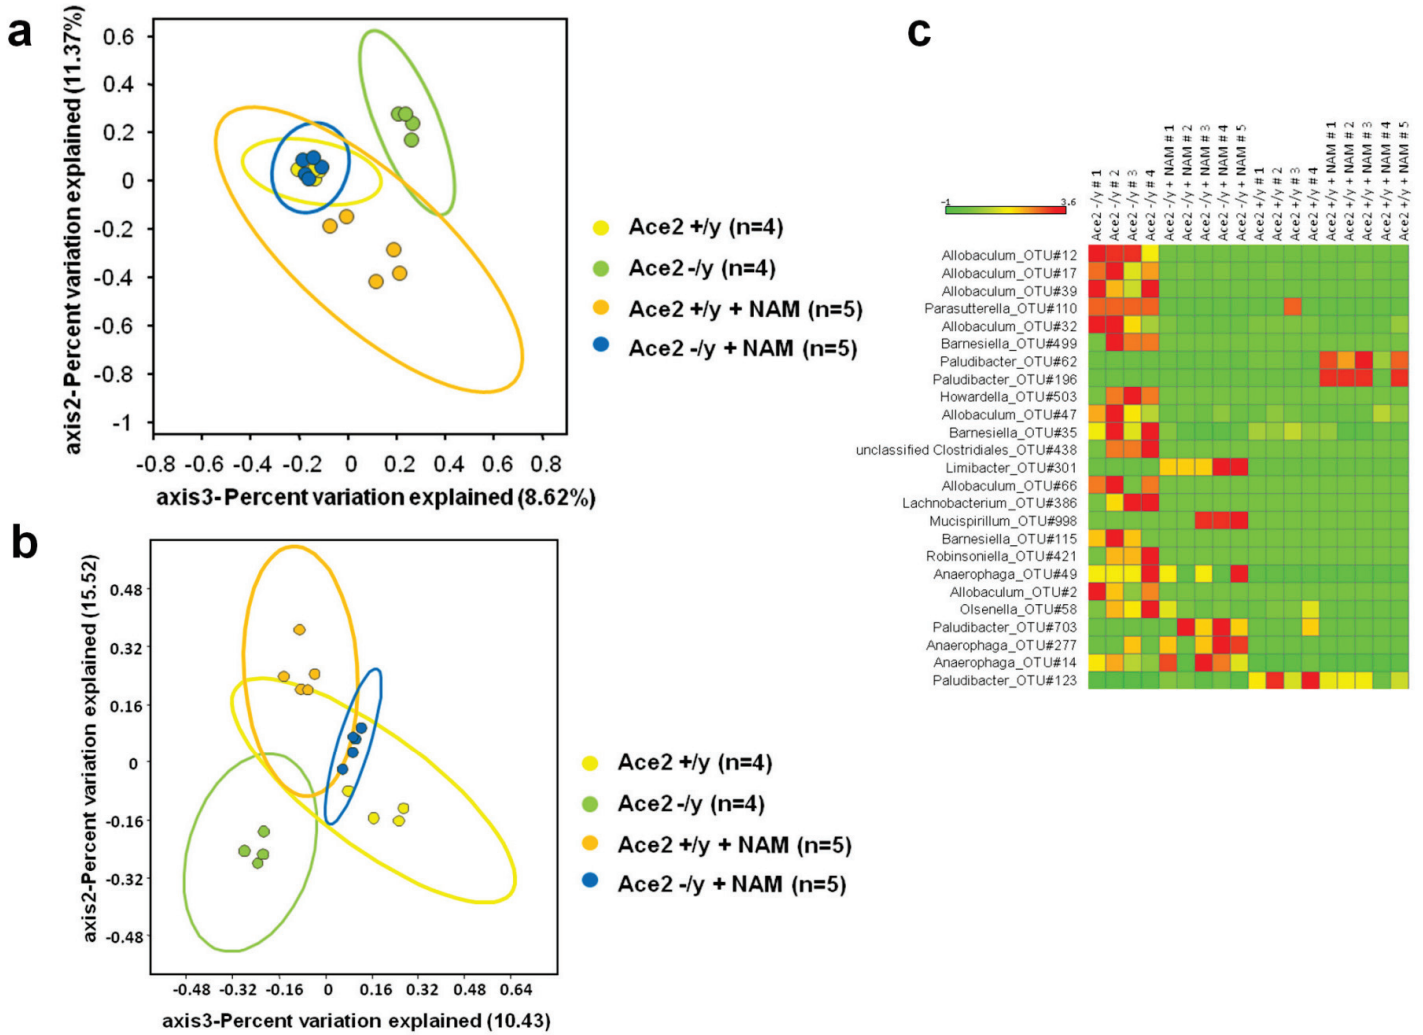 a
axis2-Percent variation explained (11.37%)
0.6
0.4
0.2
0
-0.2
-0.4
-0.6
-0.8
-1
-0.8 -0.6 -0.4 -0.2 0 0.2 0.4 0.6 0.8
axis3-Percent variation explained (8.62%)
Ace2 +/y (n=4)
Ace2 -/y (n=4)
Ace2 +/y + NAM (n=5)
Ace2 -/y + NAM (n=5)
b
axis2-Percent variation explained (15.52)
0.48
0.32
0.16
0
-0.16
-0.32
-0.48
-0.48 -0.32 -0.16 0 0.16 0.32 0.48 0.64
axis3-Percent variation explained (10.43)
Ace2 +/y (n=4)
Ace2 -/y (n=4)
Ace2 +/y + NAM (n=5)
Ace2 -/y + NAM (n=5)
c
-1 3.6
Ace2 -/y # 1
Ace2 -/y # 2
Ace2 -/y # 3
Ace2 -/y # 4
Ace2 -/y + NAM # 1
Ace2 -/y + NAM # 2
Ace2 -/y + NAM # 3
Ace2 -/y + NAM # 4
Ace2 -/y + NAM # 5
Ace2 +/y # 1
Ace2 +/y # 2
Ace2 +/y # 3
Ace2 +/y # 4
Ace2 +/y + NAM # 1
Ace2 +/y + NAM # 2
Ace2 +/y + NAM # 3
Ace2 +/y + NAM # 4
Ace2 +/y + NAM # 5
Allobaculum_OTU#12
Allobaculum_OTU#17
Allobaculum_OTU#39
Parasutterella_OTU#110
Allobaculum_OTU#32
Barnesiella_OTU#499
Paludibacter_OTU#62
Paludibacter_OTU#196
Howardella_OTU#503
Allobaculum_OTU#47
Barnesiella_OTU#35
unclassified Clostridiales_OTU#438
Limibacter_OTU#301
Allobaculum_OTU#66
Lachnobacterium_OTU#386
Mucispirillum_OTU#998
Barnesiella_OTU#115
Robinsoniella_OTU#421
Anaerophaga_OTU#49
Allobaculum_OTU#2
Olsenella_OTU#58
Paludibacter_OTU#703
Anaerophaga_OTU#277
Anaerophaga_OTU#14
Paludibacter_OTU#123